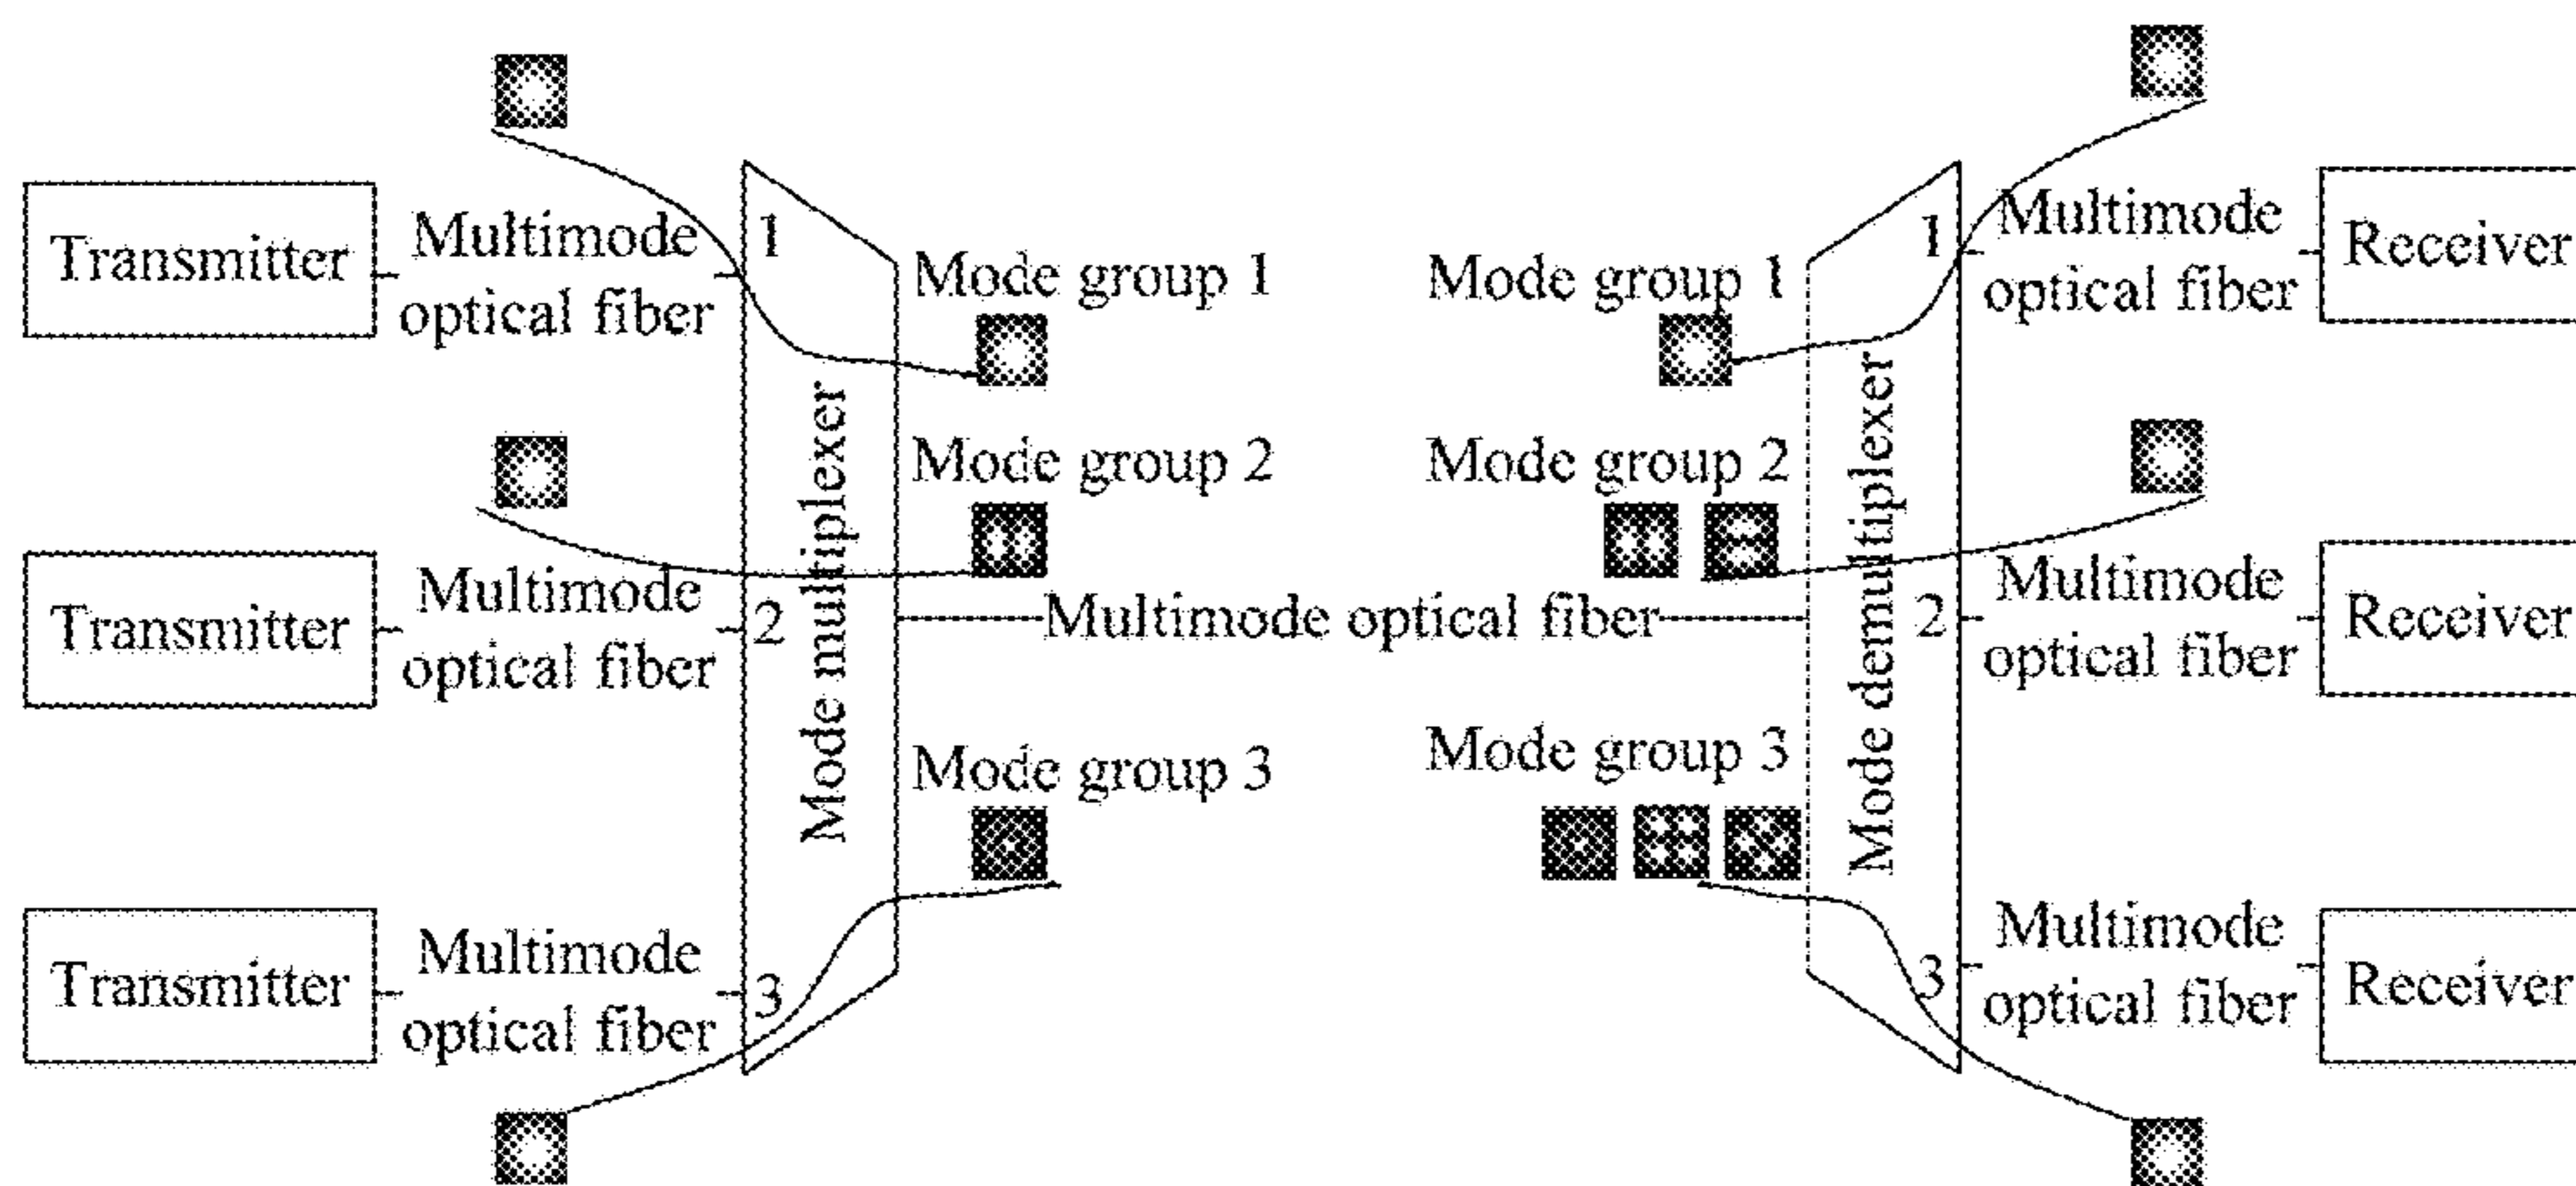 Transmitter
Multimode
optical fiber
1
Mode group 1
Mode group 1
1
Multimode
optical fiber
Receiver
Mode group 2
Mode group 2
Transmitter
Multimode
optical fiber
2
Mode multiplexer
Multimode optical fiber
Mode demultiplexer
2
Multimode
optical fiber
Receiver
Mode group 3
Mode group 3
Transmitter
Multimode
optical fiber
3
3
Multimode
optical fiber
Receiver